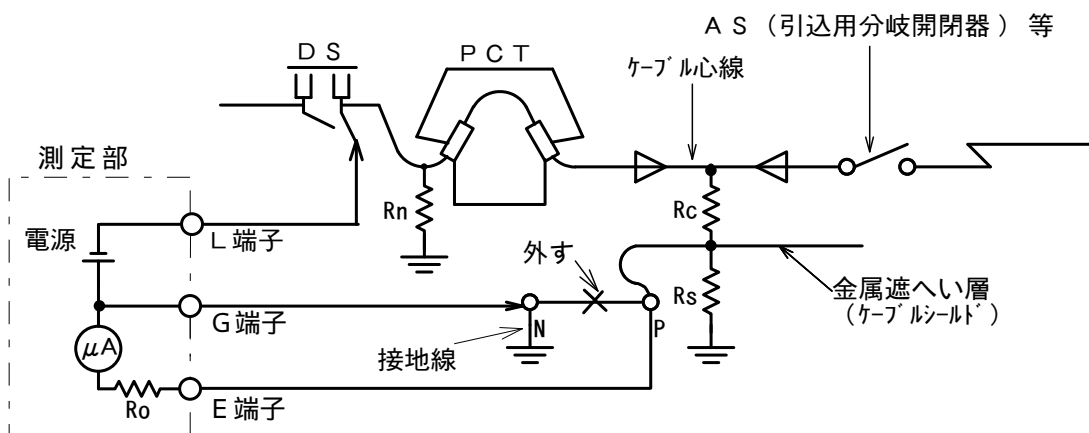 AS(引込用分岐開閉器)等
DS
PCT
ケーブル心線
測定部
Rn
Rc
電源
L端子
外す
Rs
金属遮へい層
(ケーブルシールド)
G端子
N
P
μA
接地線
Ro
E端子